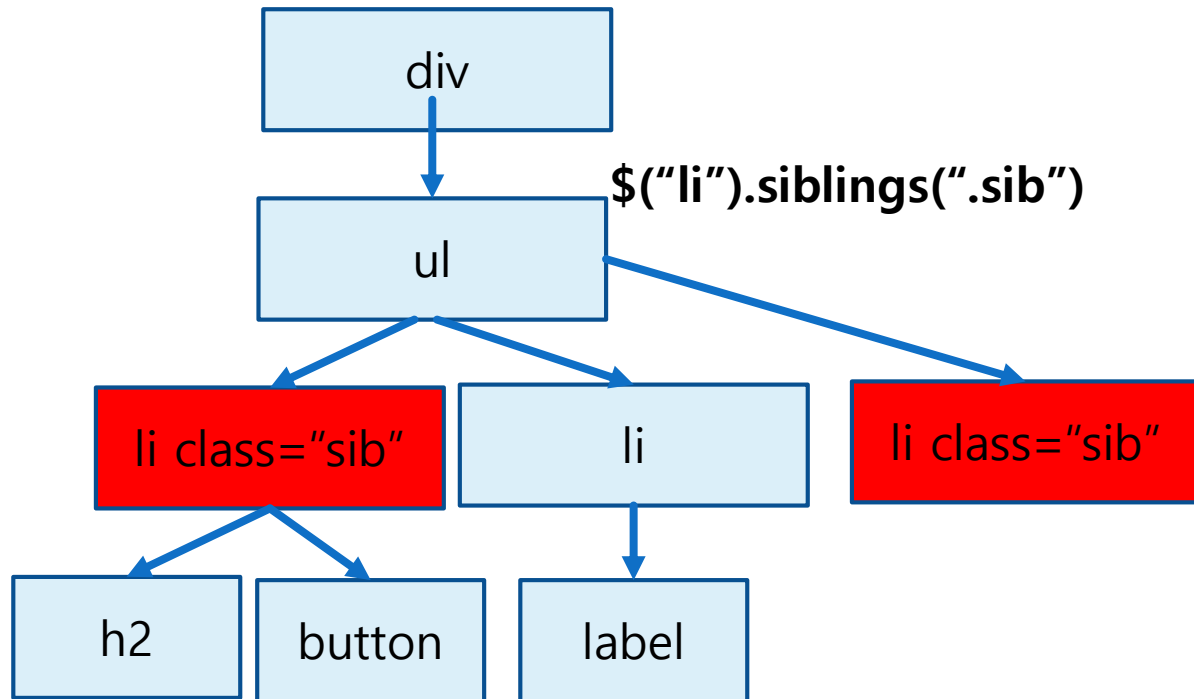 div
$(“li”).siblings(“.sib”)
ul
li class=“sib”
li
li class=“sib”
h2
button
label